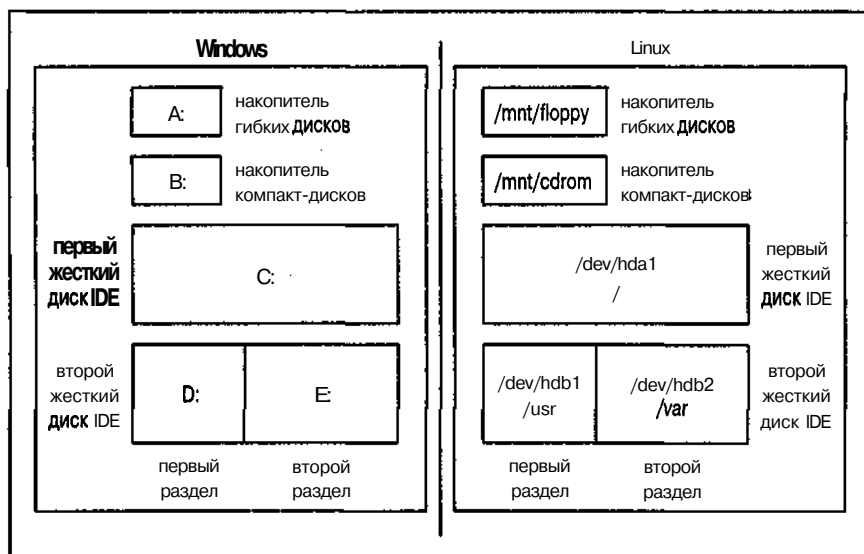 Windows
A:
накопитель
гибких дисков
B:
накопитель
компакт-дисков
первый
жесткий
диск IDE
C:
второй
жесткий
диск IDE
D:
E:
первый
раздел
второй
раздел
Linux
/mnt/floppy
накопитель
гибких дисков
/mnt/cdrom
накопитель
компакт-дисков
/dev/hda1
/
первый
жесткий
диск IDE
/dev/hdb1
/usr
/dev/hdb2
/var
второй
жесткий
диск IDE
первый
раздел
второй
раздел